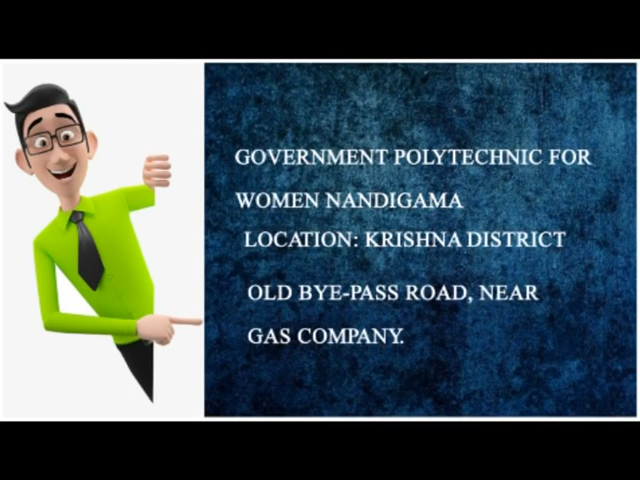 GOVERNMENT POLYTECHNIC FOR
WOMEN NANDIGAMA
LOCATION: KRISHNA DISTRICT
OLD BYE-PASS ROAD, NEAR
GAS COMPANY.